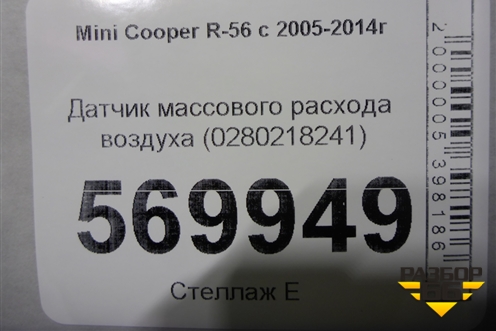 Mini Cooper R-56 с 2005-2014г
Датчик массового расхода
воздуха (0280218241)
569949
Стеллаж Е
2000005398186
РАЗБОР